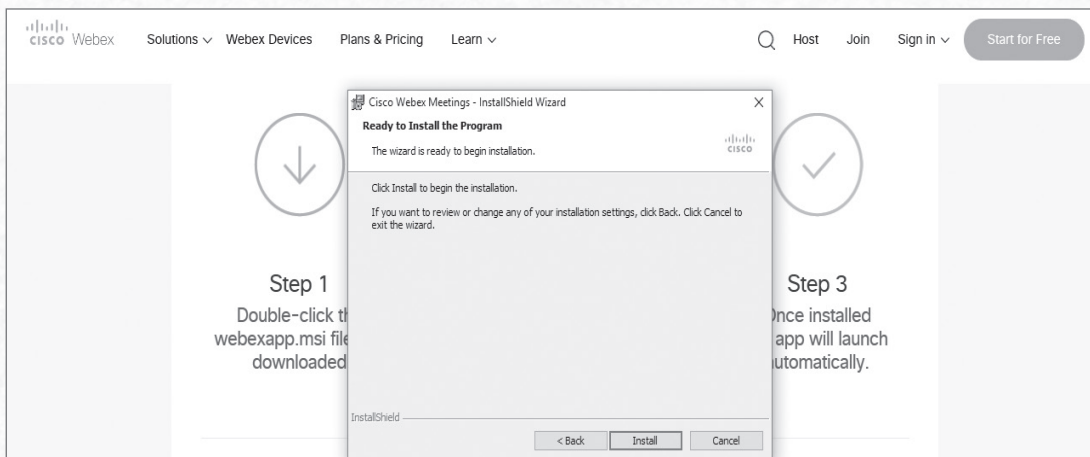 CISCO Webex Solutions Webex Devices Plans & Pricing Learn Host Join Sign in Start for Free
Cisco Webex Meetings - InstallShield Wizard
Ready to Install the Program
The wizard is ready to begin installation.
CISCO
Click Install to begin the installation.
If you want to review or change any of your installation settings, click Back. Click Cancel to
exit the wizard.
InstallShield
< Back Install Cancel
Step 1
Double-click
webexapp.msi file
downloaded
Step 3
installed
app will launch